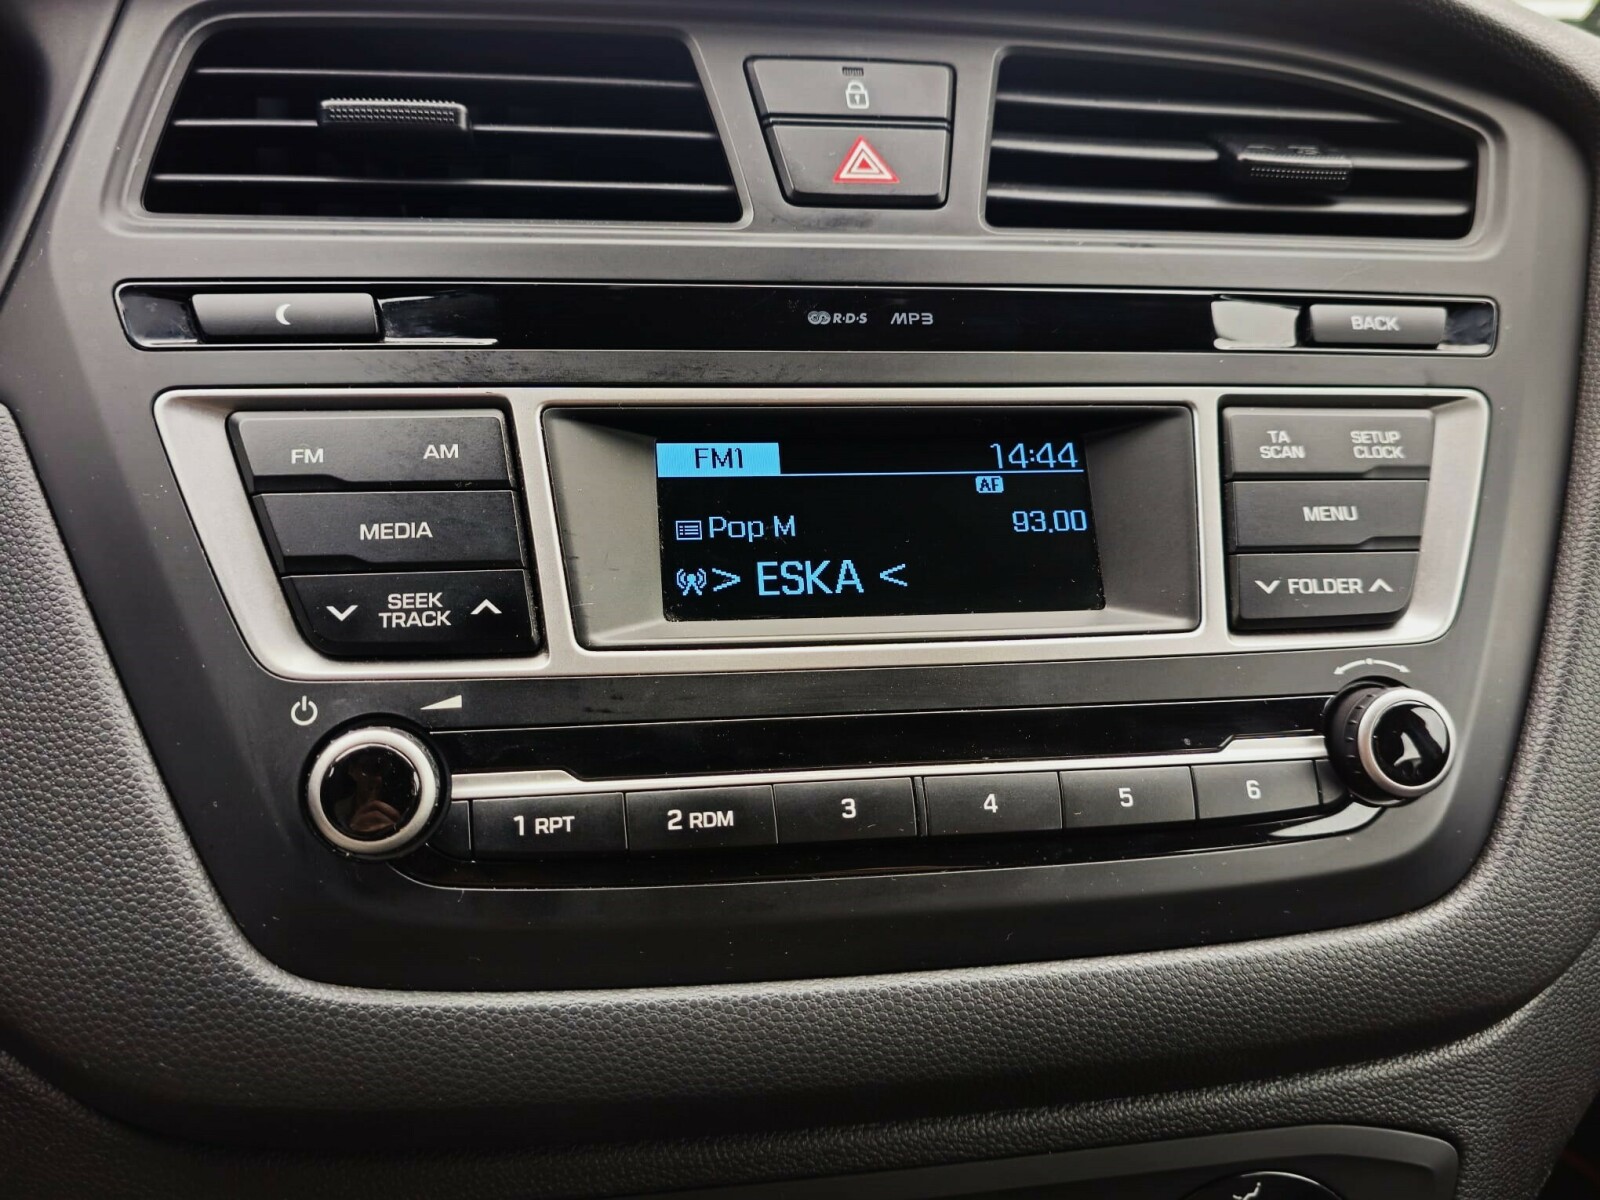 R·D·S MP3
BACK
FM AM
MEDIA
SEEK
TRACK
FM1 14:44
AF
Pop M 93.00
> ESKA <
TA
SCAN
SETUP
CLOCK
MENU
FOLDER
1 RPT
2 RDM
3
4
5
6